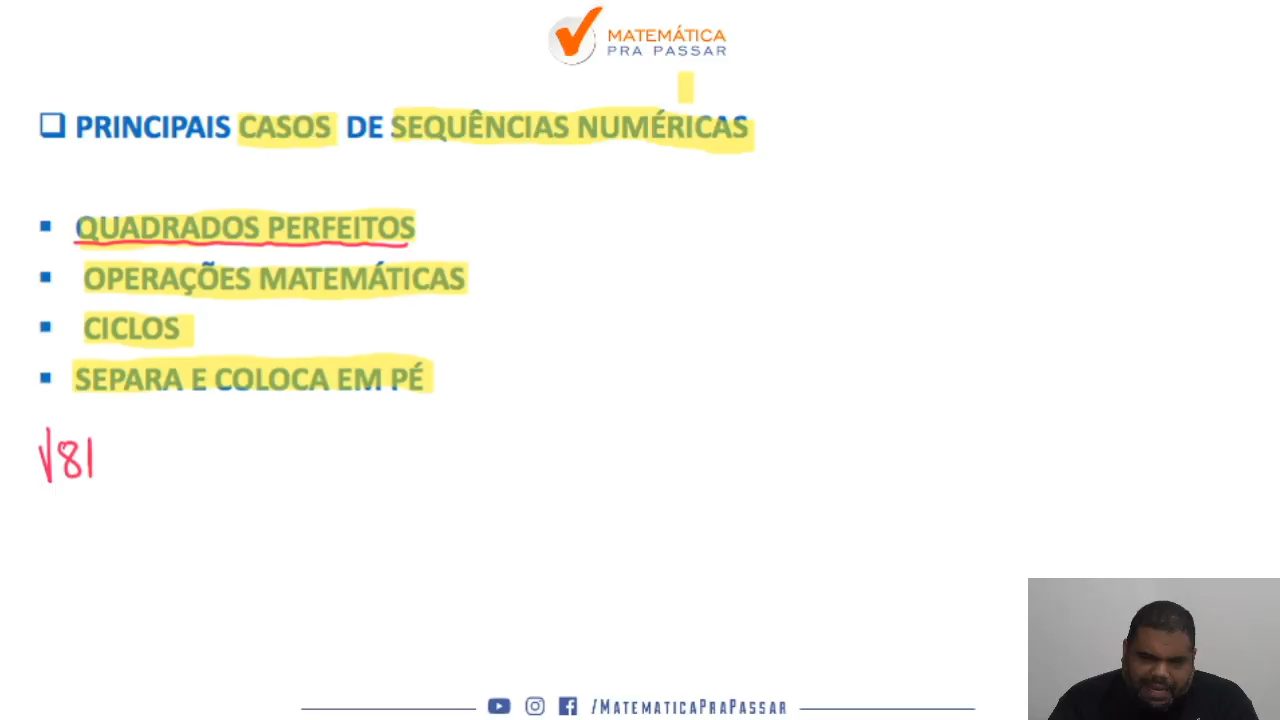 MATEMÁTICA
PRA PASSAR
PRINCIPAIS CASOS DE SEQUÊNCIAS NUMÉRICAS
QUADRADOS PERFEITOS
OPERAÇÕES MATEMÁTICAS
CICLOS
SEPARA E COLOCA EM PÉ
√81
/MATEMATICAPRAPASSAR